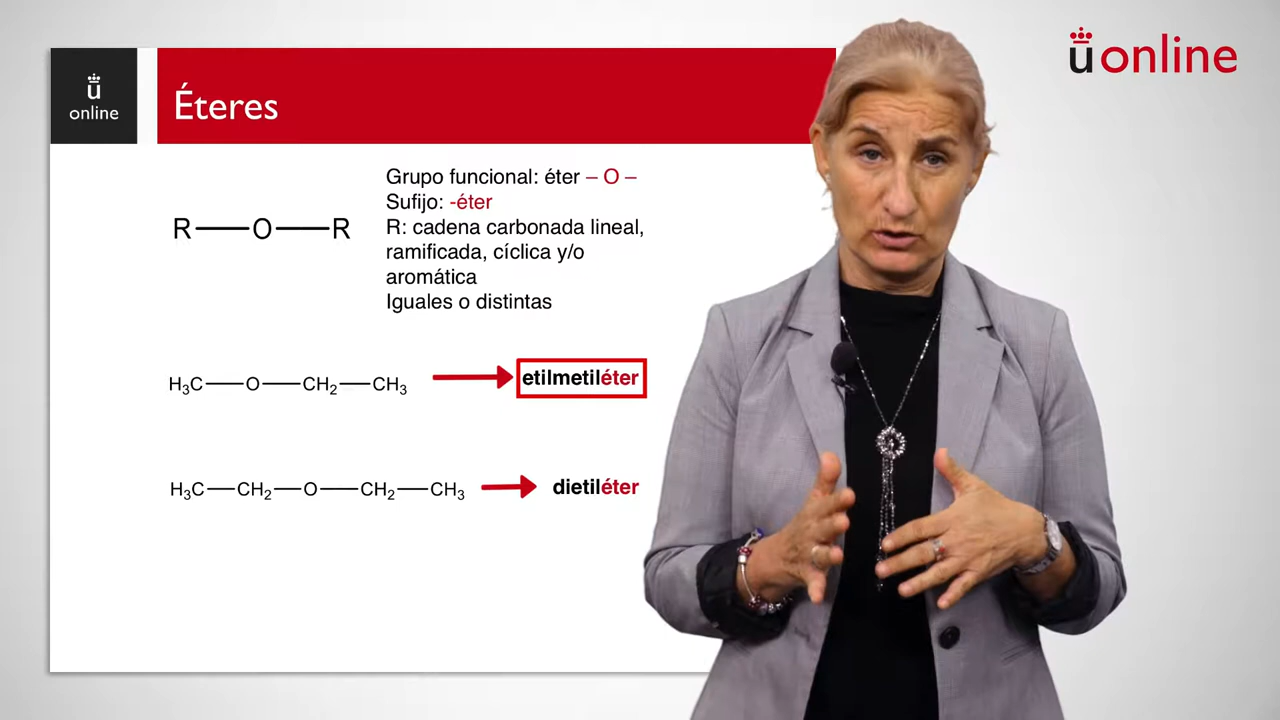 ü online
ü
online
Éteres
Grupo funcional: éter – O –
Sufijo: -éter
R: cadena carbonada lineal,
ramificada, cíclica y/o
aromática
Iguales o distintas
R—O—R
H₃C—O—CH₂—CH₃
etilmetiléter
H₃C—CH₂—O—CH₂—CH₃
dietiléter